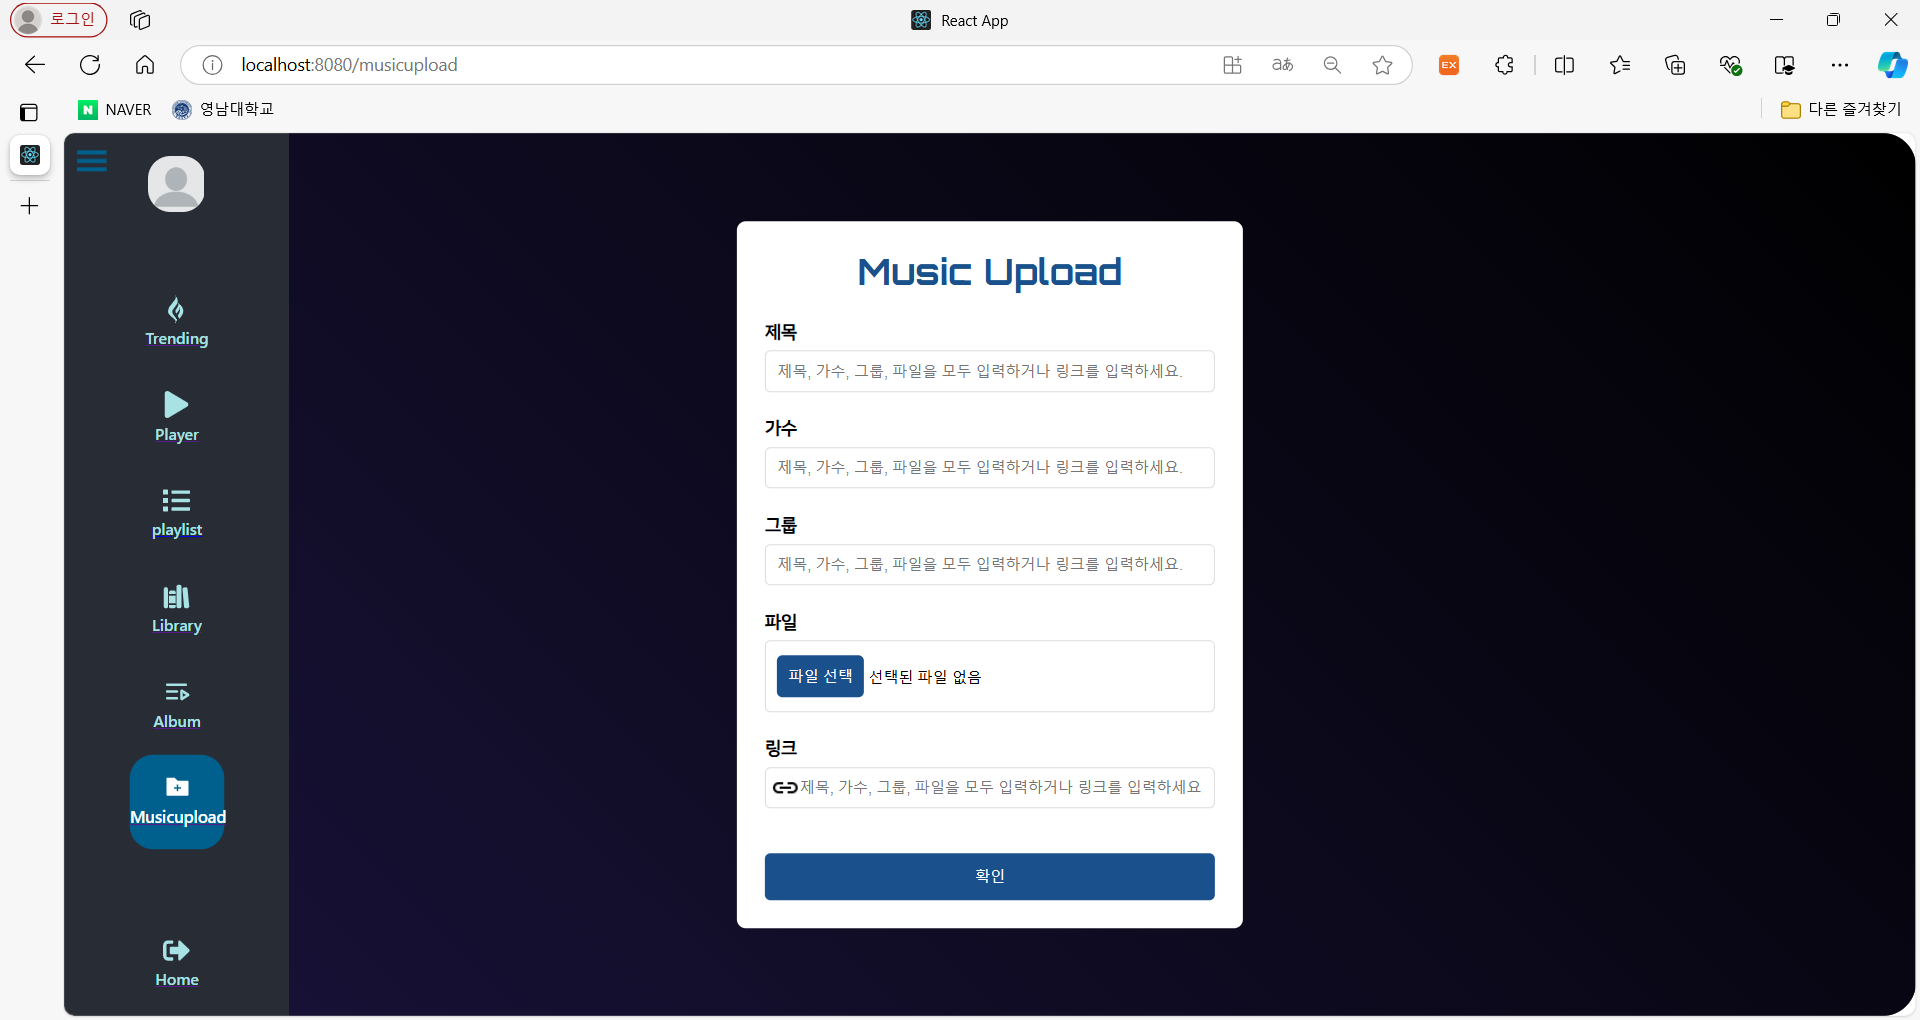 로그인
React App
localhost:8080/musicupload
aあ
EX
N NAVER
영남대학교
다른 즐겨찾기
Trending
Player
playlist
Library
Album
Musicupload
Home
Music Upload
제목
제목, 가수, 그룹, 파일을 모두 입력하거나 링크를 입력하세요.
가수
제목, 가수, 그룹, 파일을 모두 입력하거나 링크를 입력하세요.
그룹
제목, 가수, 그룹, 파일을 모두 입력하거나 링크를 입력하세요.
파일
파일 선택 선택된 파일 없음
링크
제목, 가수, 그룹, 파일을 모두 입력하거나 링크를 입력하세요
확인